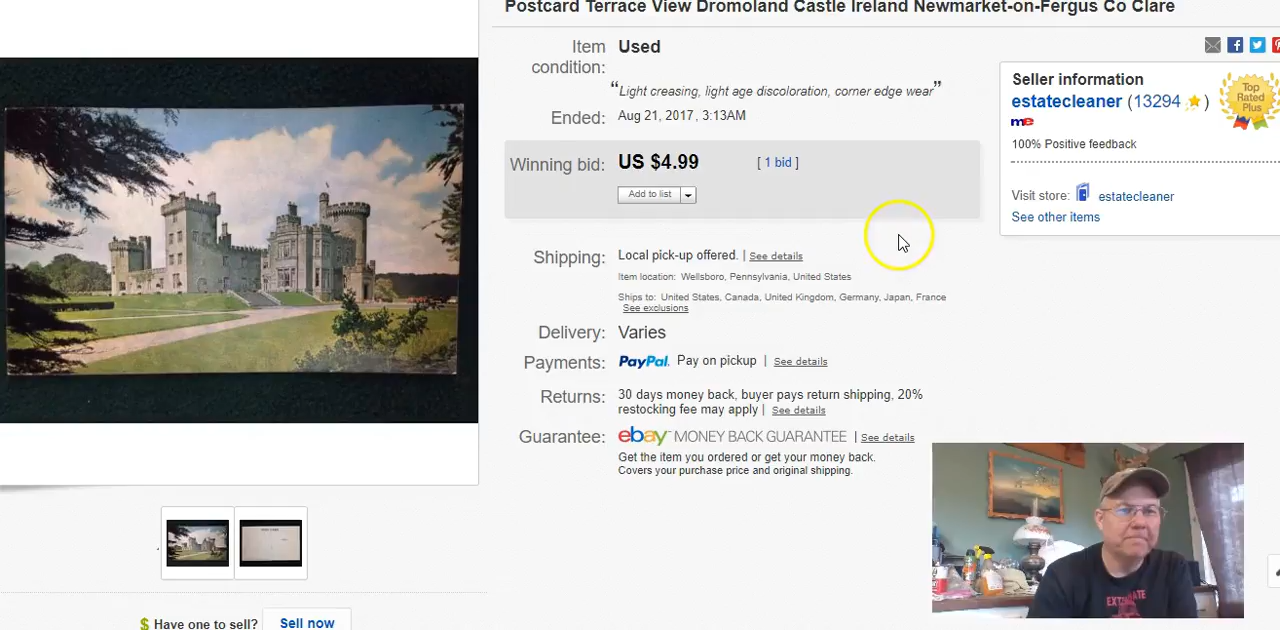 Postcard Terrace View Dromoland Castle Ireland Newmarket-on-Fergus Co Clare
Item condition: Used
“Light creasing, light age discoloration, corner edge wear”
Ended: Aug 21, 2017, 3:13AM
Winning bid: US $4.99 [ 1 bid ]
Add to list
Shipping: Local pick-up offered. | See details
Item location: Wellsboro, Pennsylvania, United States
Ships to: United States, Canada, United Kingdom, Germany, Japan, France
See exclusions
Delivery: Varies
Payments: PayPal Pay on pickup | See details
Returns: 30 days money back, buyer pays return shipping, 20%
restocking fee may apply | See details
Guarantee: ebay MONEY BACK GUARANTEE | See details
Get the item you ordered or get your money back.
Covers your purchase price and original shipping.
Seller information
estatecleaner (13294 )
me
100% Positive feedback
Top
Rated
Plus
Visit store: estatecleaner
See other items
$ Have one to sell? Sell now